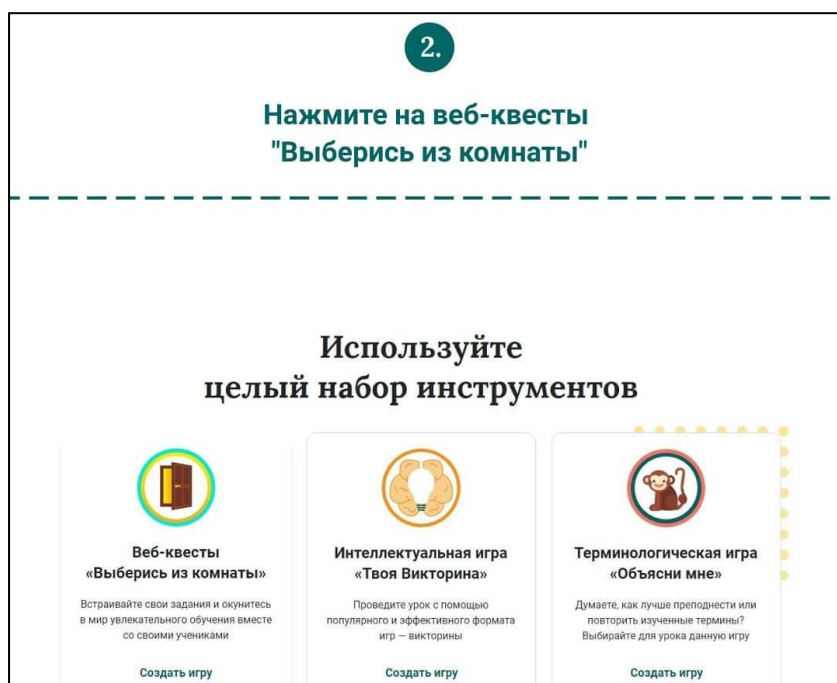 2.
Нажмите на веб-квесты
"Выберись из комнаты"
Используйте
целый набор инструментов
Веб-квесты
«Выберись из комнаты»
Встраивайте свои задания и окунитесь
в мир увлекательного обучения вместе
со своими учениками
Создать игру
Интеллектуальная игра
«Твоя Викторина»
Проведите урок с помощью
популярного и эффективного формата
игр — викторины
Создать игру
Терминологическая игра
«Объясни мне»
Думаете, как лучше преподнести или
повторить изученные термины?
Выбирайте для урока данную игру
Создать игру